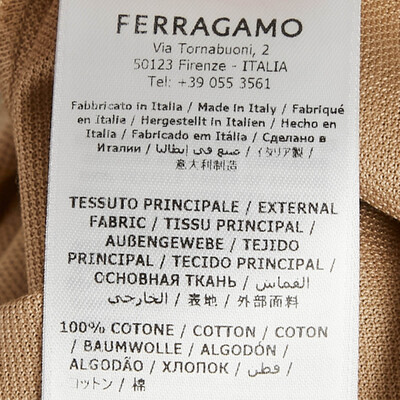 FERRAGAMO
Via Tornabuoni, 2
50123 Firenze - ITALIA
Tel: +39 055 3561
Fabbricato in Italia / Made in Italy / Fabriqué
en Italie / Hergestellt in Italien / Hecho en
Italia / Fabricado em Itália / Сделано в
Италии / صنع في إيطاليا / イタリア製 /
意大利制造
TESSUTO PRINCIPALE / EXTERNAL
FABRIC / TISSU PRINCIPAL /
AUßENGEWEBE / TEJIDO
PRINCIPAL / TECIDO PRINCIPAL /
ОСНОВНАЯ ТКАНЬ / القماش
الخارجي / 表地 / 外部面料
100% COTONE / COTTON / COTON
/ BAUMWOLLE / ALGODÓN /
ALGODÃO / ХЛОПОК / قطن /
コットン / 棉